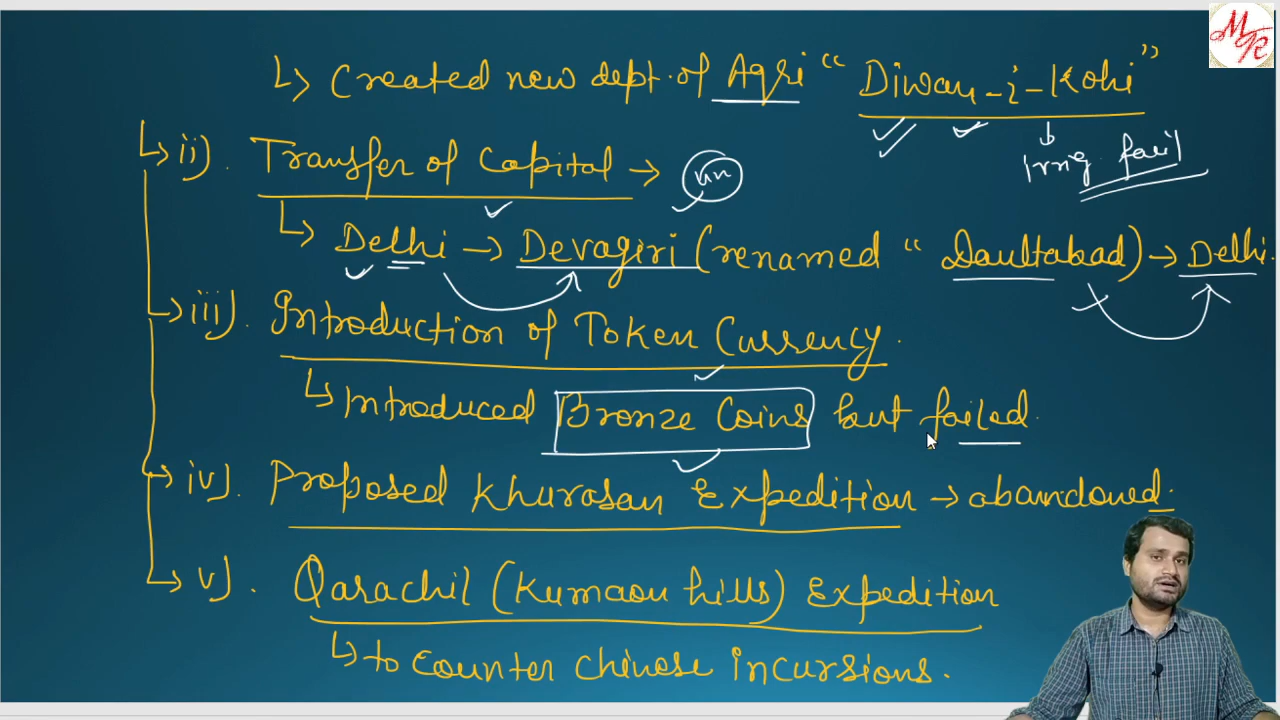 MR
↳ Created new dept. of Agri “ Diwan-i-Kohi ”
Irrig fail
↳ ii). Transfer of Capital →
↳ Delhi → Devagiri (renamed “ Daultabad) → Delhi.
↳ iii). Introduction of Token Currency.
↳ Introduced Bronze Coins but failed.
↳ iv). Proposed Khurasan Expedition → abandoned.
↳ v). Qarachil (Kumaon hills) Expedition
↳ to counter chinese incursions.